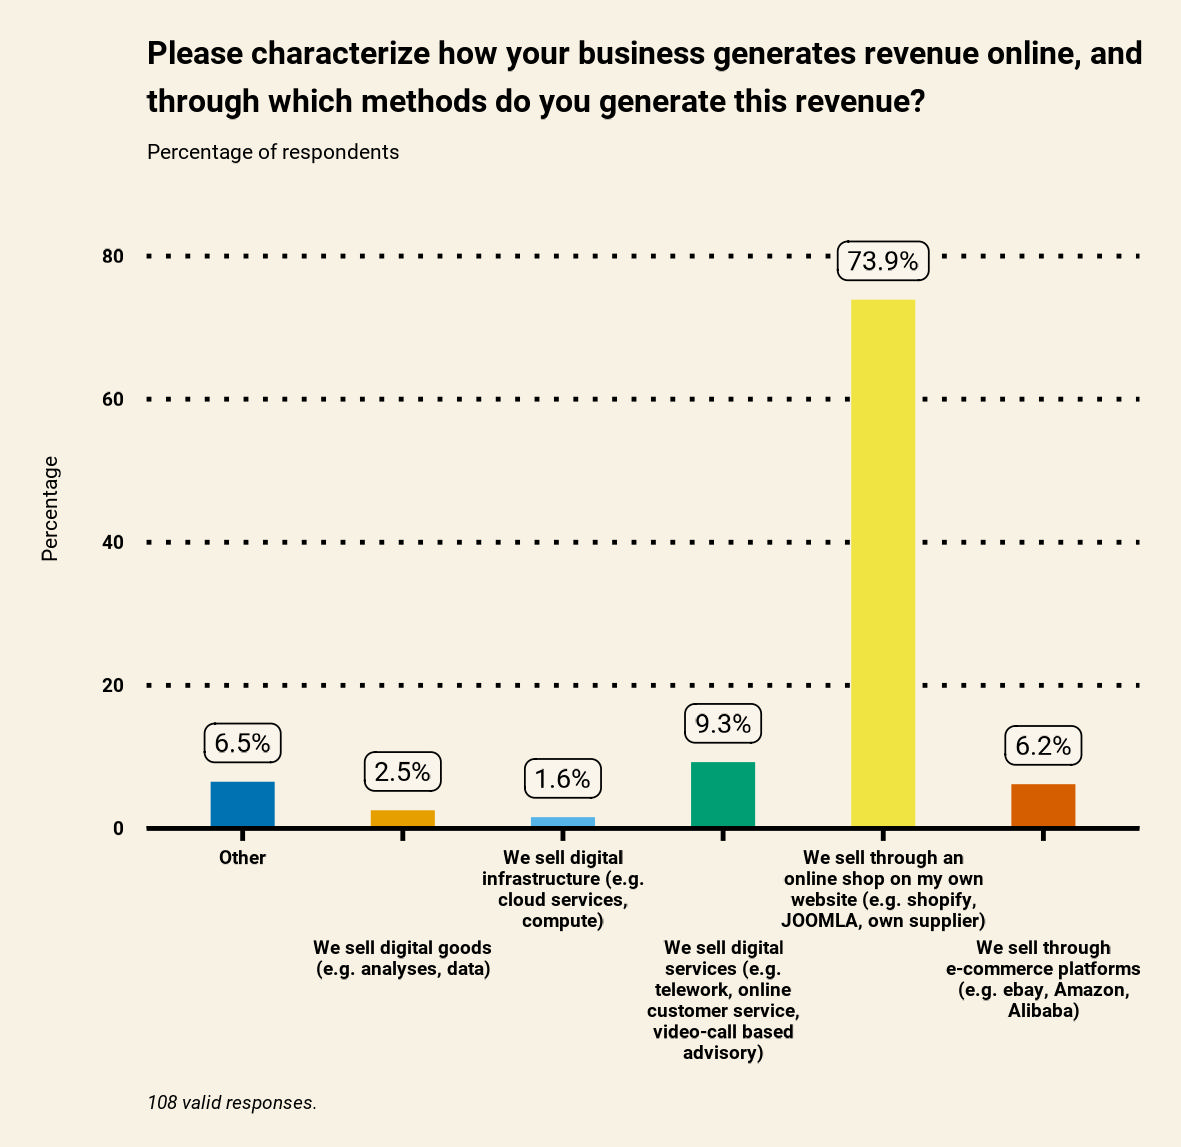 Please characterize how your business generates revenue online, and
through which methods do you generate this revenue?
Percentage of respondents
Percentage
80
60
40
20
0
6.5%
2.5%
1.6%
9.3%
73.9%
6.2%
Other
We sell digital goods
(e.g. analyses, data)
We sell digital
infrastructure (e.g.
cloud services,
compute)
We sell digital
services (e.g.
telework, online
customer service,
video-call based
advisory)
We sell through an
online shop on my own
website (e.g. shopify,
JOOMLA, own supplier)
We sell through
e-commerce platforms
(e.g. ebay, Amazon,
Alibaba)
108 valid responses.